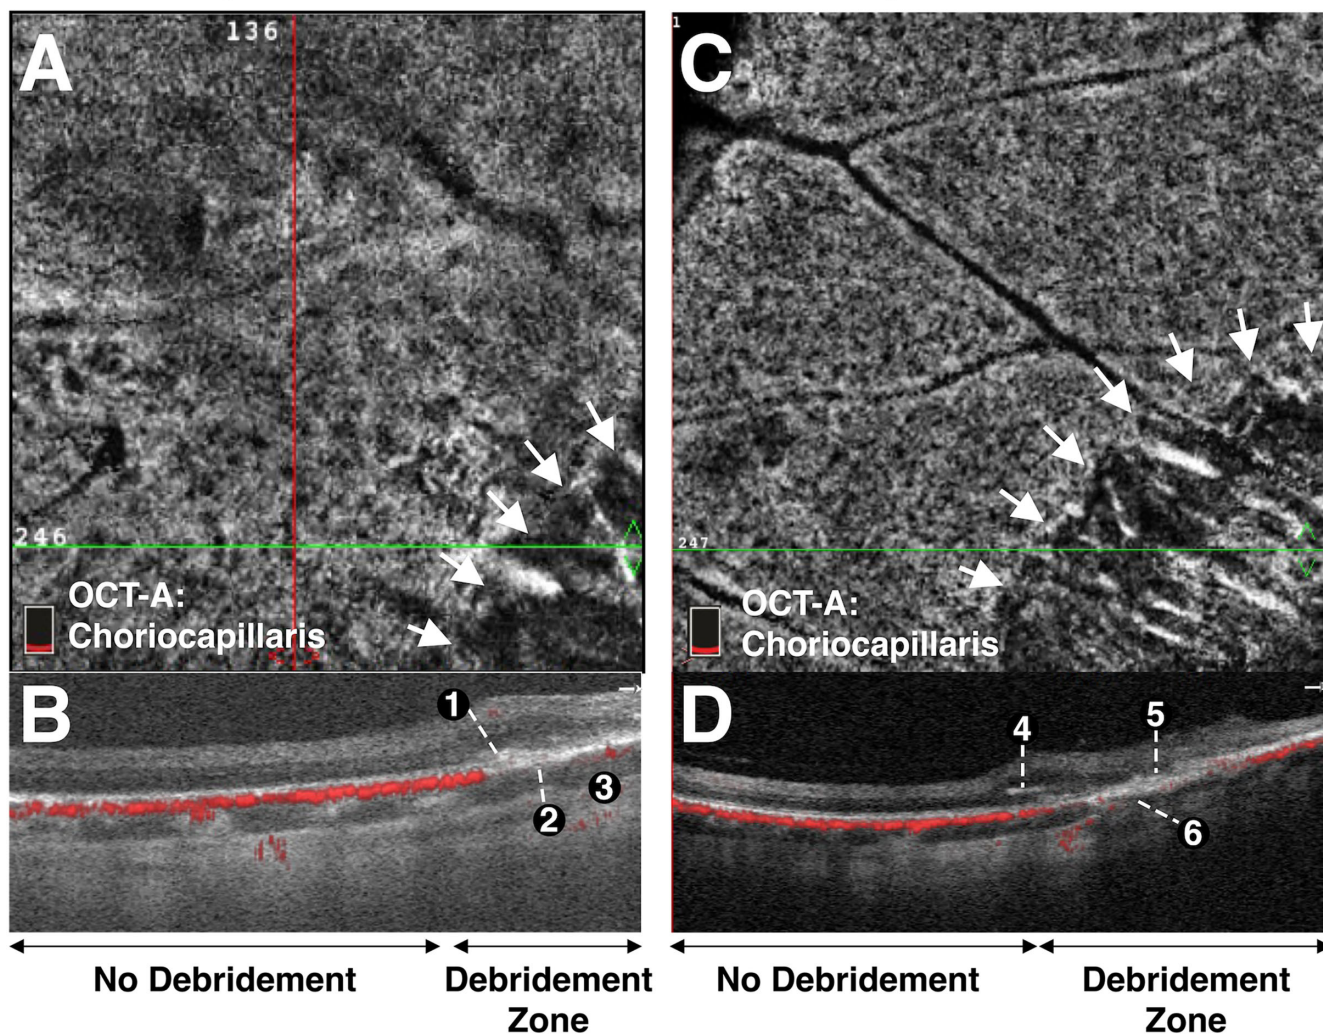 A
136
246
OCT-A:
Choriocapillaris
C
1
247
OCT-A:
Choriocapillaris
B
1
2
3
No Debridement
Debridement
Zone
D
4
5
6
No Debridement
Debridement
Zone